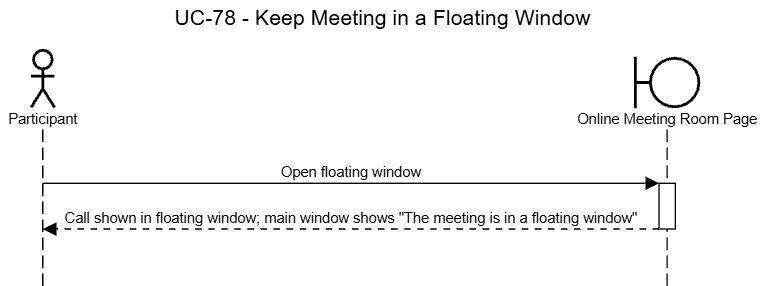 UC-78 - Keep Meeting in a Floating Window
Participant
Online Meeting Room Page
Open floating window
Call shown in floating window; main window shows "The meeting is in a floating window"